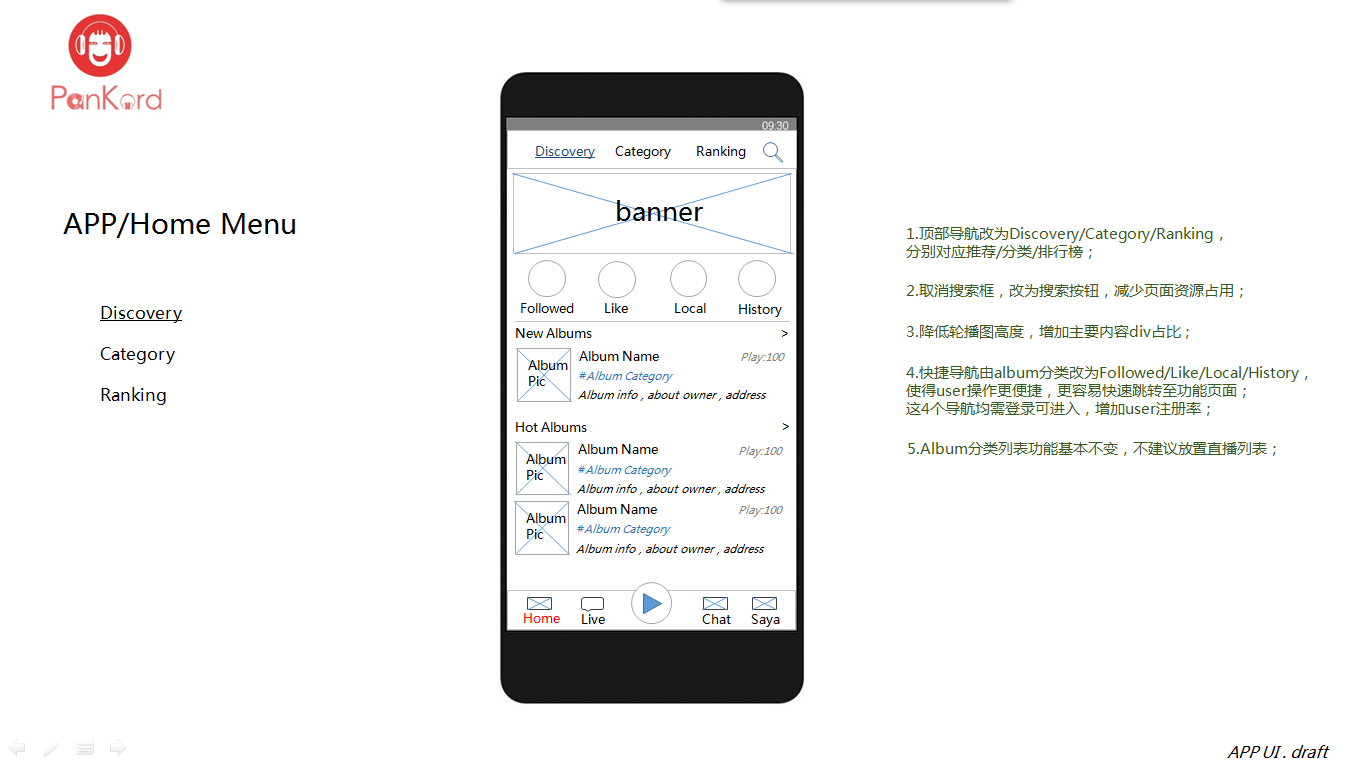 PanKord
APP/Home Menu
Discovery
Category
Ranking
09:30
Discovery Category Ranking
banner
Followed Like Local History
New Albums >
Album Pic
Album Name Play:100
#Album Category
Album info , about owner , address
Hot Albums >
Album Pic
Album Name Play:100
#Album Category
Album info , about owner , address
Album Pic
Album Name Play:100
#Album Category
Album info , about owner , address
Home Live Chat Saya
1.顶部导航改为Discovery/Category/Ranking，
分别对应推荐/分类/排行榜；
2.取消搜索框，改为搜索按钮，减少页面资源占用；
3.降低轮播图高度，增加主要内容div占比；
4.快捷导航由album分类改为Followed/Like/Local/History，
使得user操作更便捷，更容易快速跳转至功能页面；
这4个导航均需登录可进入，增加user注册率；
5.Album分类列表功能基本不变，不建议放置直播列表；
APP UI . draft